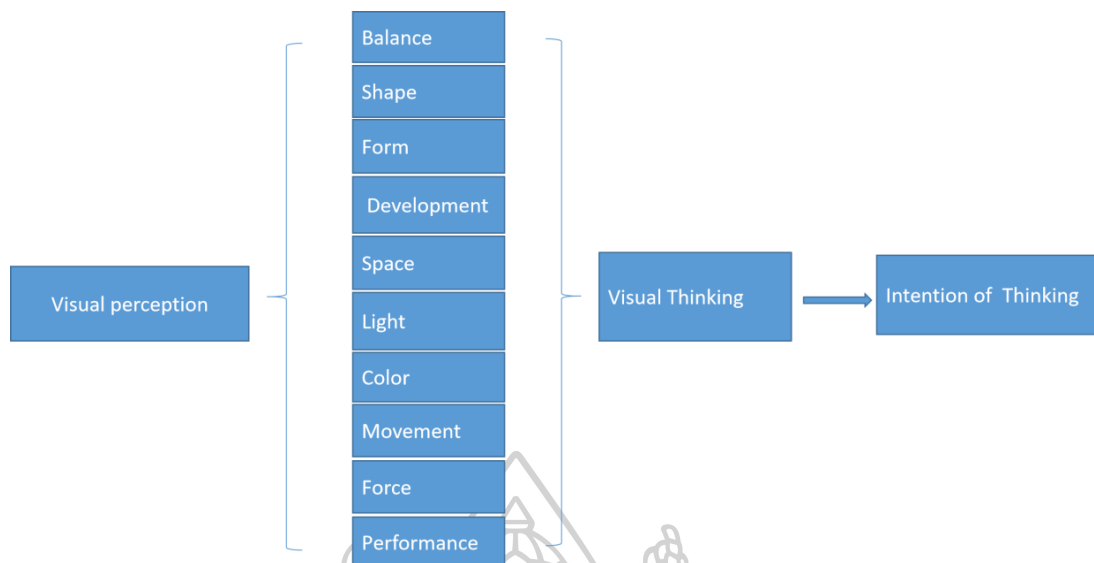 Visual perception
Balance
Shape
Form
Development
Space
Light
Color
Movement
Force
Performance
Visual Thinking
Intention of Thinking